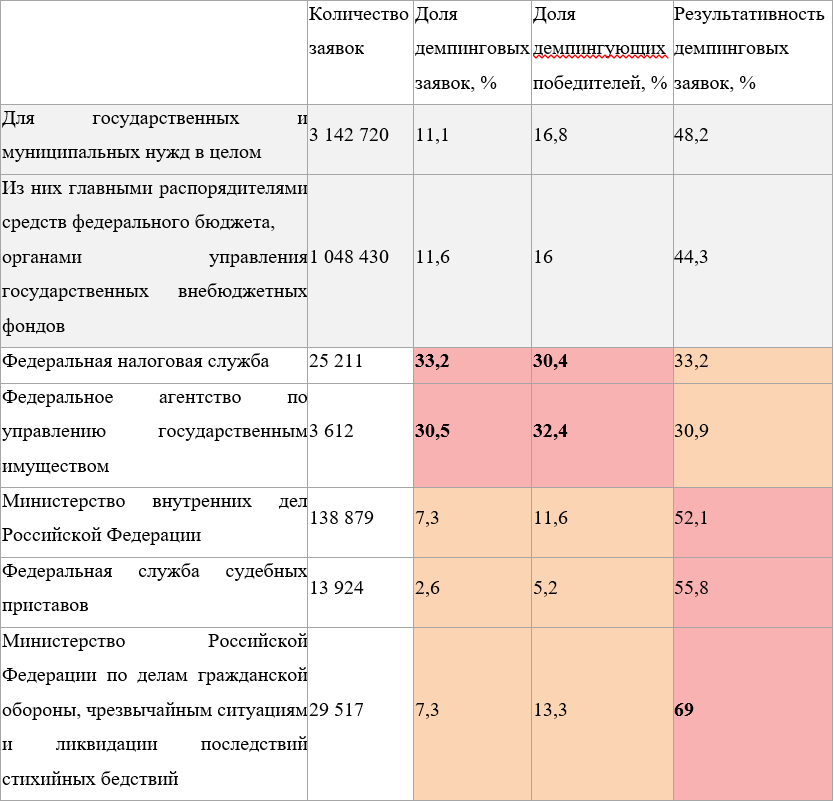 Количество заявок
Доля демпинговых заявок, %
Доля демпингующих победителей, %
Результативность демпинговых заявок, %
Для государственных и
муниципальных нужд в целом
3 142 720
11,1
16,8
48,2
Из них главными распорядителями
средств федерального бюджета,
органами управления
государственных внебюджетных
фондов
1 048 430
11,6
16
44,3
Федеральная налоговая служба
25 211
33,2
30,4
33,2
Федеральное агентство по
управлению государственным
имуществом
3 612
30,5
32,4
30,9
Министерство внутренних дел
Российской Федерации
138 879
7,3
11,6
52,1
Федеральная служба судебных
приставов
13 924
2,6
5,2
55,8
Министерство Российской
Федерации по делам гражданской
обороны, чрезвычайным ситуациям
и ликвидации последствий
стихийных бедствий
29 517
7,3
13,3
69